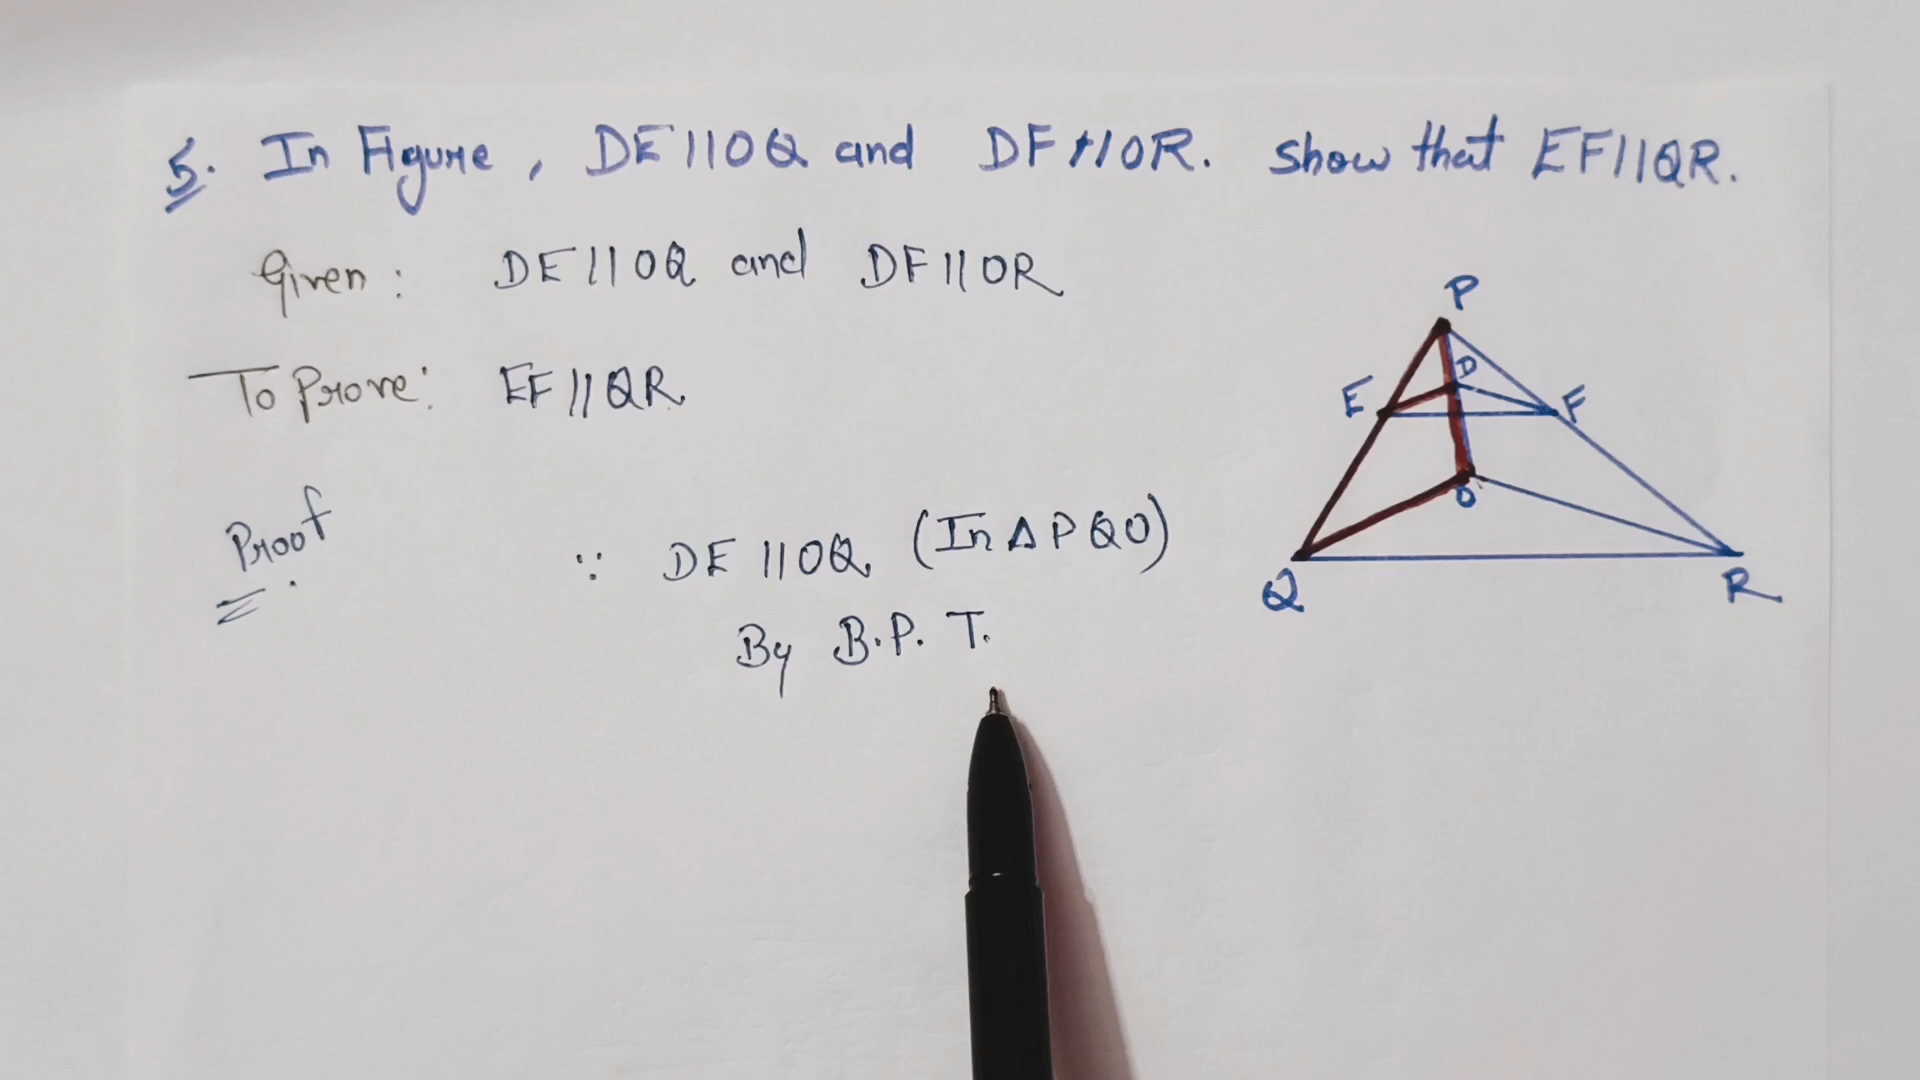 5. In Figure, DE||OQ and DF||OR. Show that EF||QR.
Given: DE||OQ and DF||OR
To Prove: EF||QR
Proof
∵ DE||OQ (In ΔPQO)
By B.P.T.
P
D
E
F
O
Q
R